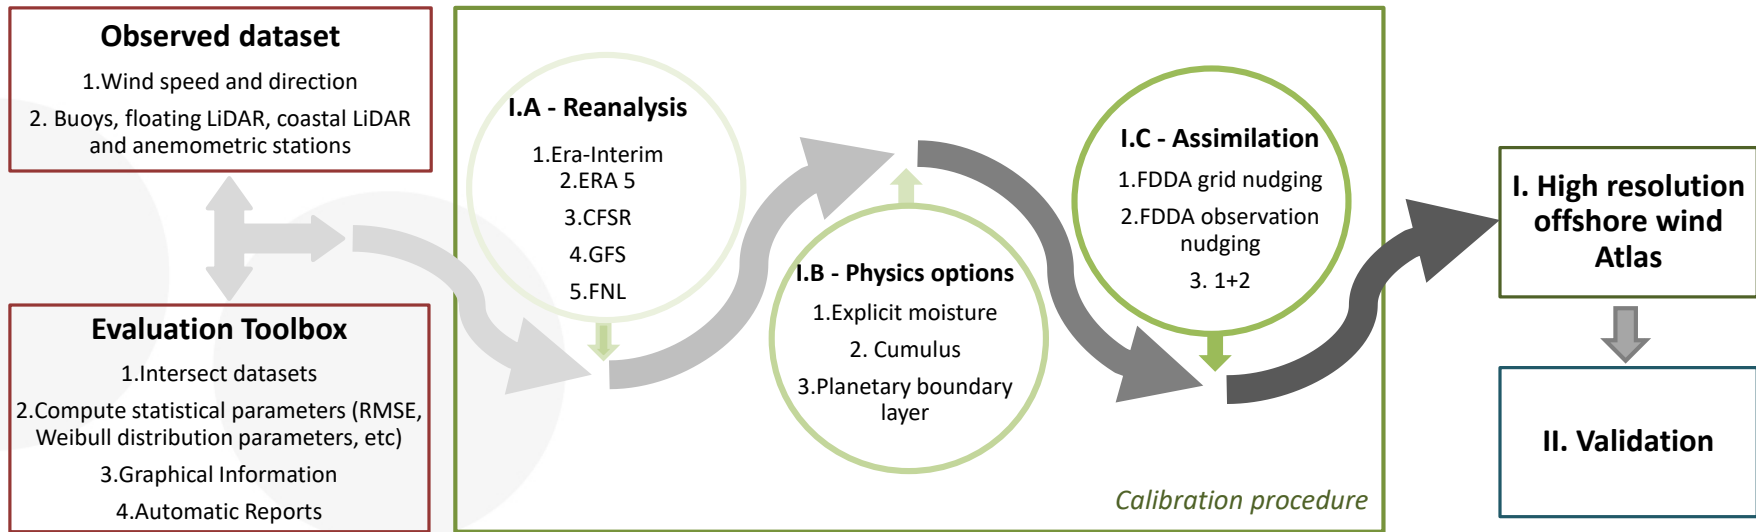 Observed dataset
1.Wind speed and direction
2. Buoys, floating LiDAR, coastal LiDAR
and anemometric stations
Evaluation Toolbox
1.Intersect datasets
2.Compute statistical parameters (RMSE,
Weibull distribution parameters, etc)
3.Graphical Information
4.Automatic Reports
I.A - Reanalysis
1.Era-Interim
2.ERA 5
3.CFSR
4.GFS
5.FNL
I.B - Physics options
1.Explicit moisture
2. Cumulus
3.Planetary boundary
layer
I.C - Assimilation
1.FDDA grid nudging
2.FDDA observation
nudging
3. 1+2
Calibration procedure
I. High resolution
offshore wind
Atlas
II. Validation